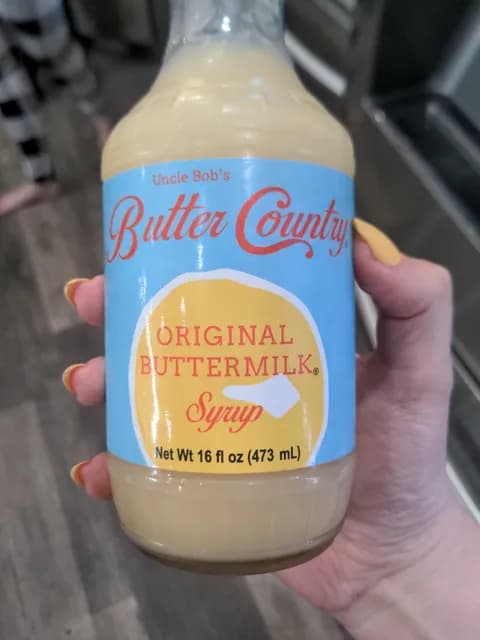 Uncle Bob's
Butter Country®
ORIGINAL
BUTTERMILK®
Syrup
Net Wt 16 fl oz (473 mL)